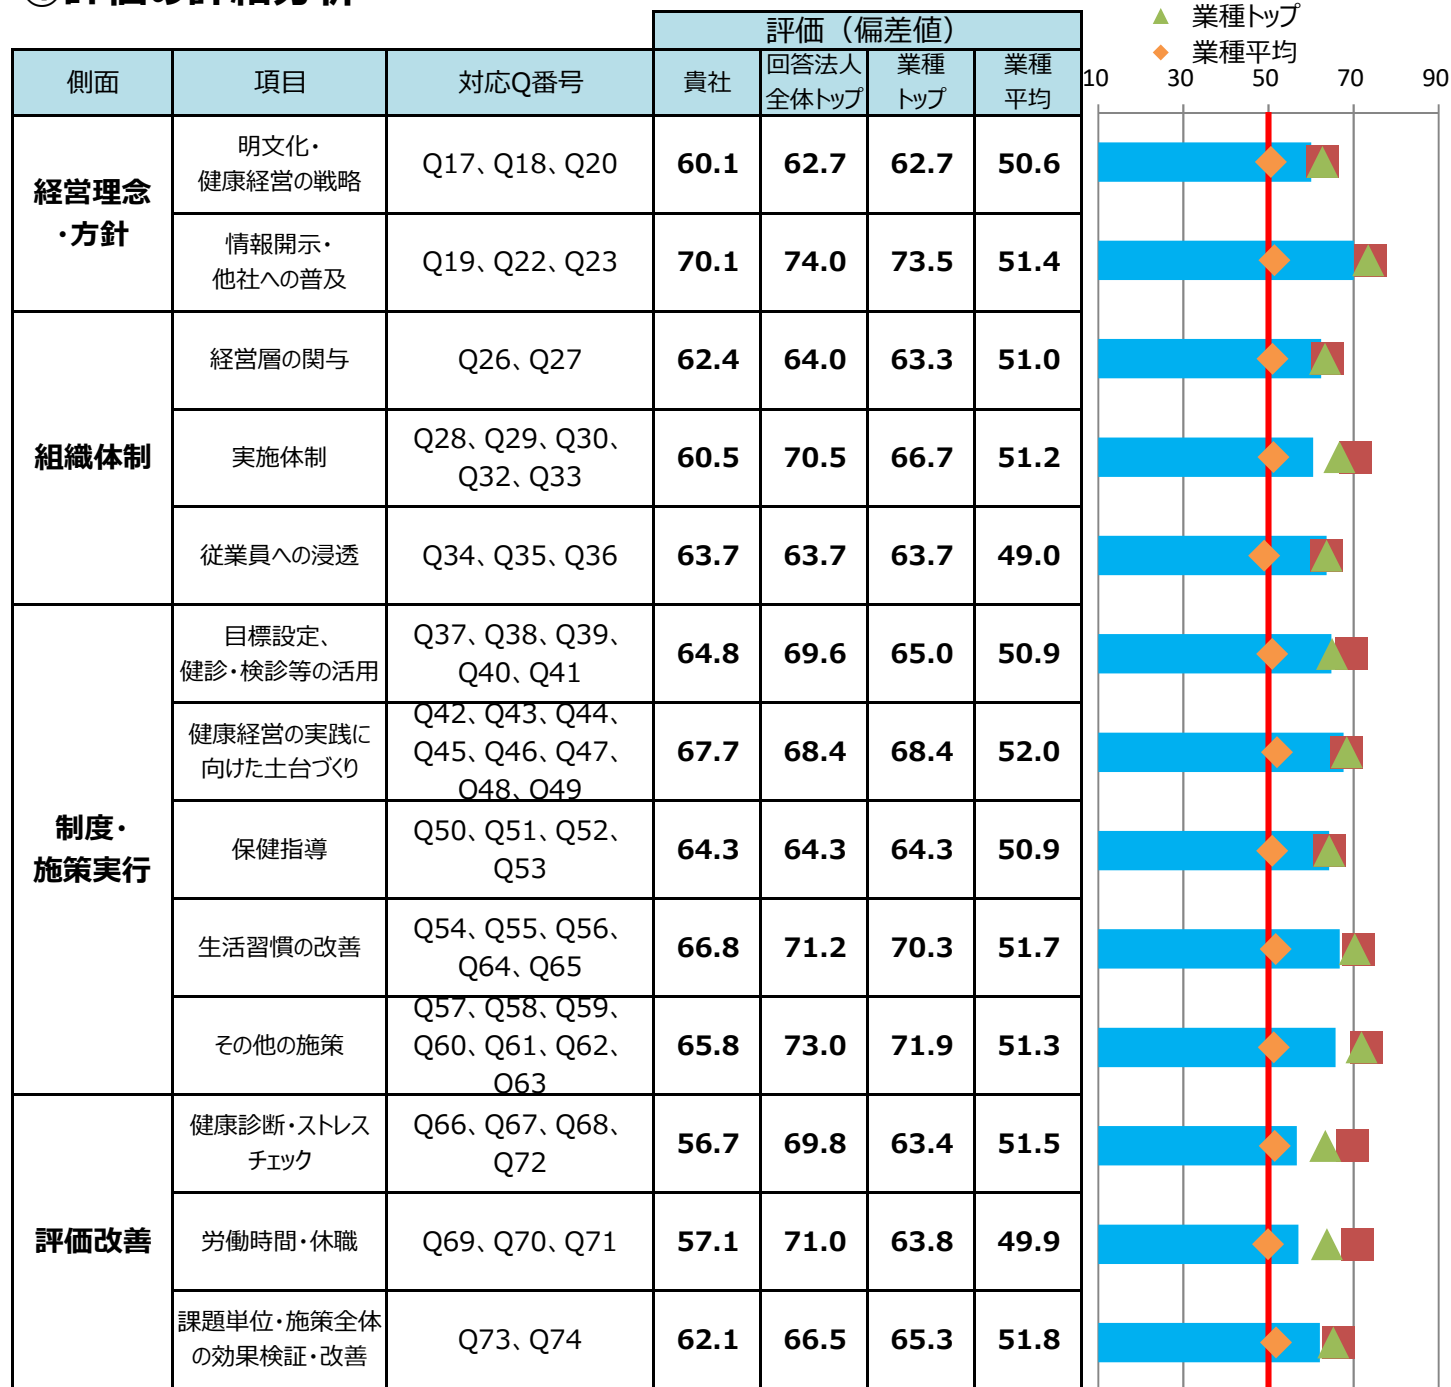 評価（偏差値）
業種トップ
業種平均
側面 項目 対応Q番号 貴社 回答法人 業種 業種
全体トップ トップ 平均
10 30 50 70 90
経営理念
・方針
明文化・
健康経営の戦略
Q17、Q18、Q20 60.1 62.7 62.7 50.6
情報開示・
他社への普及
Q19、Q22、Q23 70.1 74.0 73.5 51.4
組織体制
経営層の関与 Q26、Q27 62.4 64.0 63.3 51.0
実施体制
Q28、Q29、Q30、
Q32、Q33
60.5 70.5 66.7 51.2
従業員への浸透 Q34、Q35、Q36 63.7 63.7 63.7 49.0
制度・
施策実行
目標設定、
健診・検診等の活用
Q37、Q38、Q39、
Q40、Q41
64.8 69.6 65.0 50.9
健康経営の実践に
向けた土台づくり
Q42、Q43、Q44、
Q45、Q46、Q47、
Q48、Q49
67.7 68.4 68.4 52.0
保健指導
Q50、Q51、Q52、
Q53
64.3 64.3 64.3 50.9
生活習慣の改善
Q54、Q55、Q56、
Q64、Q65
66.8 71.2 70.3 51.7
その他の施策
Q57、Q58、Q59、
Q60、Q61、Q62、
Q63
65.8 73.0 71.9 51.3
評価改善
健康診断・ストレス
チェック
Q66、Q67、Q68、
Q72
56.7 69.8 63.4 51.5
労働時間・休職 Q69、Q70、Q71 57.1 71.0 63.8 49.9
課題単位・施策全体
の効果検証・改善
Q73、Q74 62.1 66.5 65.3 51.8